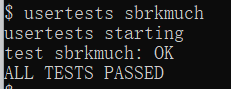 $ usertests sbrkmuch
usertests starting
test sbrkmuch: OK
ALL TESTS PASSED
$